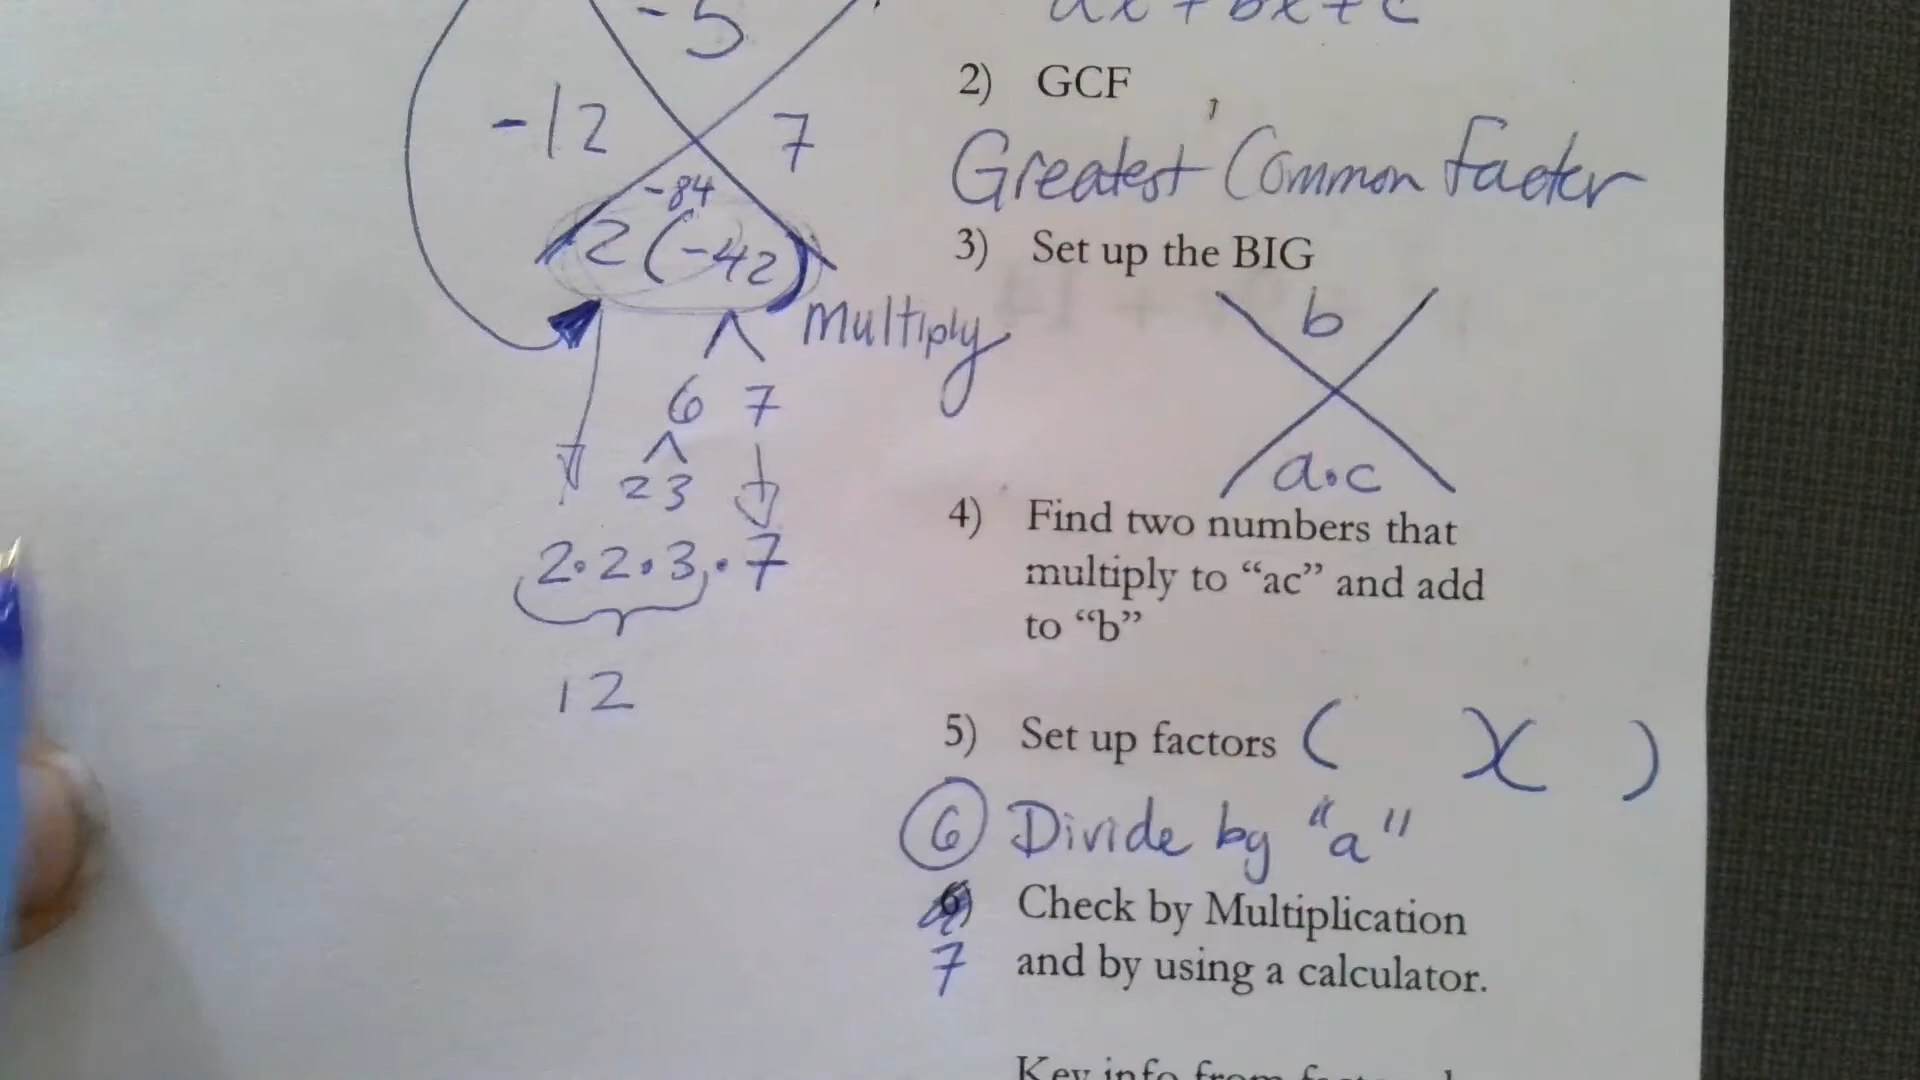 -5
-12 7
-84
2(-42)
Multiply
6 7
2 3
2·2·3·7
12
2) GCF
Greatest Common Factor
3) Set up the BIG
b
a·c
4) Find two numbers that
multiply to “ac” and add
to “b”
5) Set up factors ( )( )
6 Divide by "a"
7 Check by Multiplication
and by using a calculator.